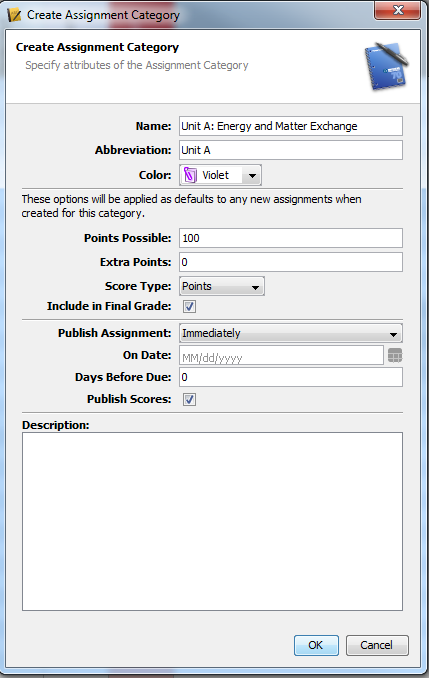 Create Assignment Category
Create Assignment Category
Specify attributes of the Assignment Category
Name: Unit A: Energy and Matter Exchange
Abbreviation: Unit A
Color: Violet
These options will be applied as defaults to any new assignments when
created for this category.
Points Possible: 100
Extra Points: 0
Score Type: Points
Include in Final Grade:
Publish Assignment: Immediately
On Date: MM/dd/yyyy
Days Before Due: 0
Publish Scores:
Description:
OK Cancel